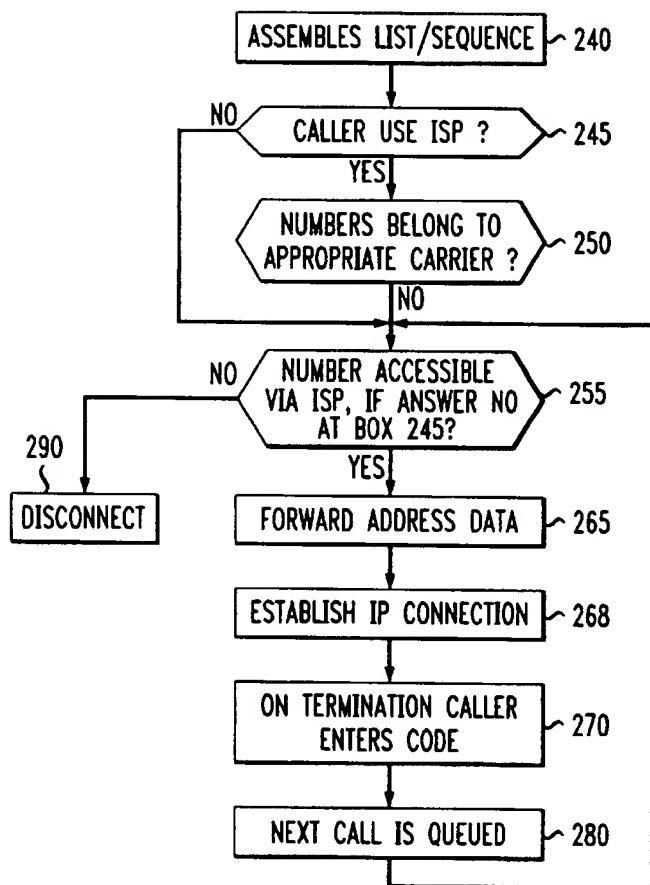 ASSEMBLES LIST/SEQUENCE 240
NO
CALLER USE ISP ? 245
YES
NUMBERS BELONG TO
APPROPRIATE CARRIER ? 250
NO
NO
NUMBER ACCESSIBLE
VIA ISP, IF ANSWER NO
AT BOX 245? 255
YES
290
DISCONNECT
FORWARD ADDRESS DATA 265
ESTABLISH IP CONNECTION 268
ON TERMINATION CALLER
ENTERS CODE 270
NEXT CALL IS QUEUED 280